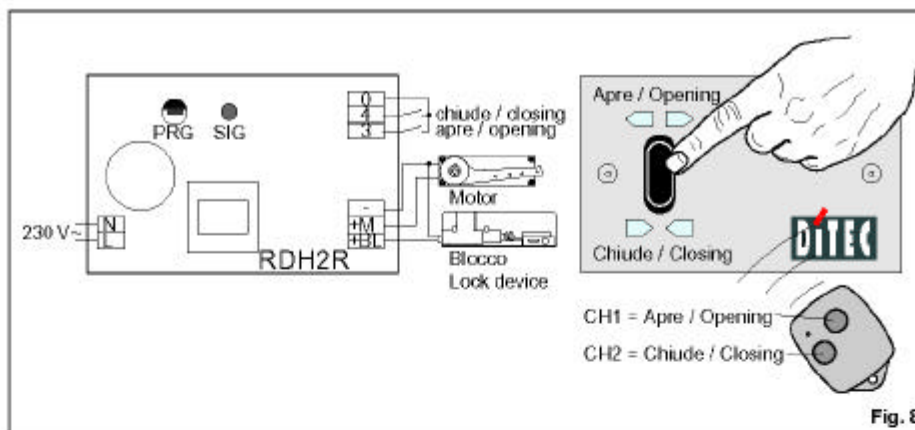 PRG SIG
0
4 chiude / closing
3 apre / opening
-
+M
+BL
Motor
Blocco
Lock device
230 V~ N
RDH2R
Apre / Opening
Chiude / Closing
DITEC
CH1 = Apre / Opening
CH2 = Chiude / Closing
Fig. 8